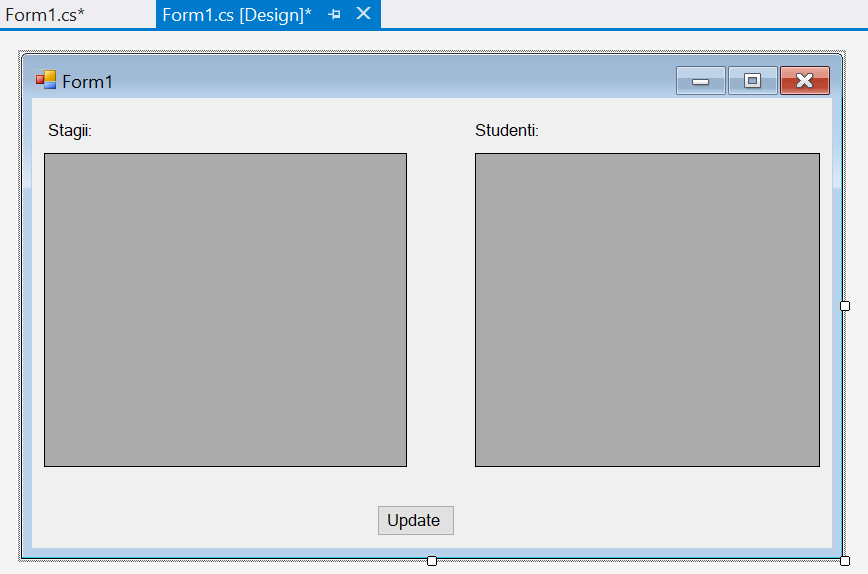 Form1.cs* Form1.cs [Design]*
Form1
Stagii: Studenti:
Update